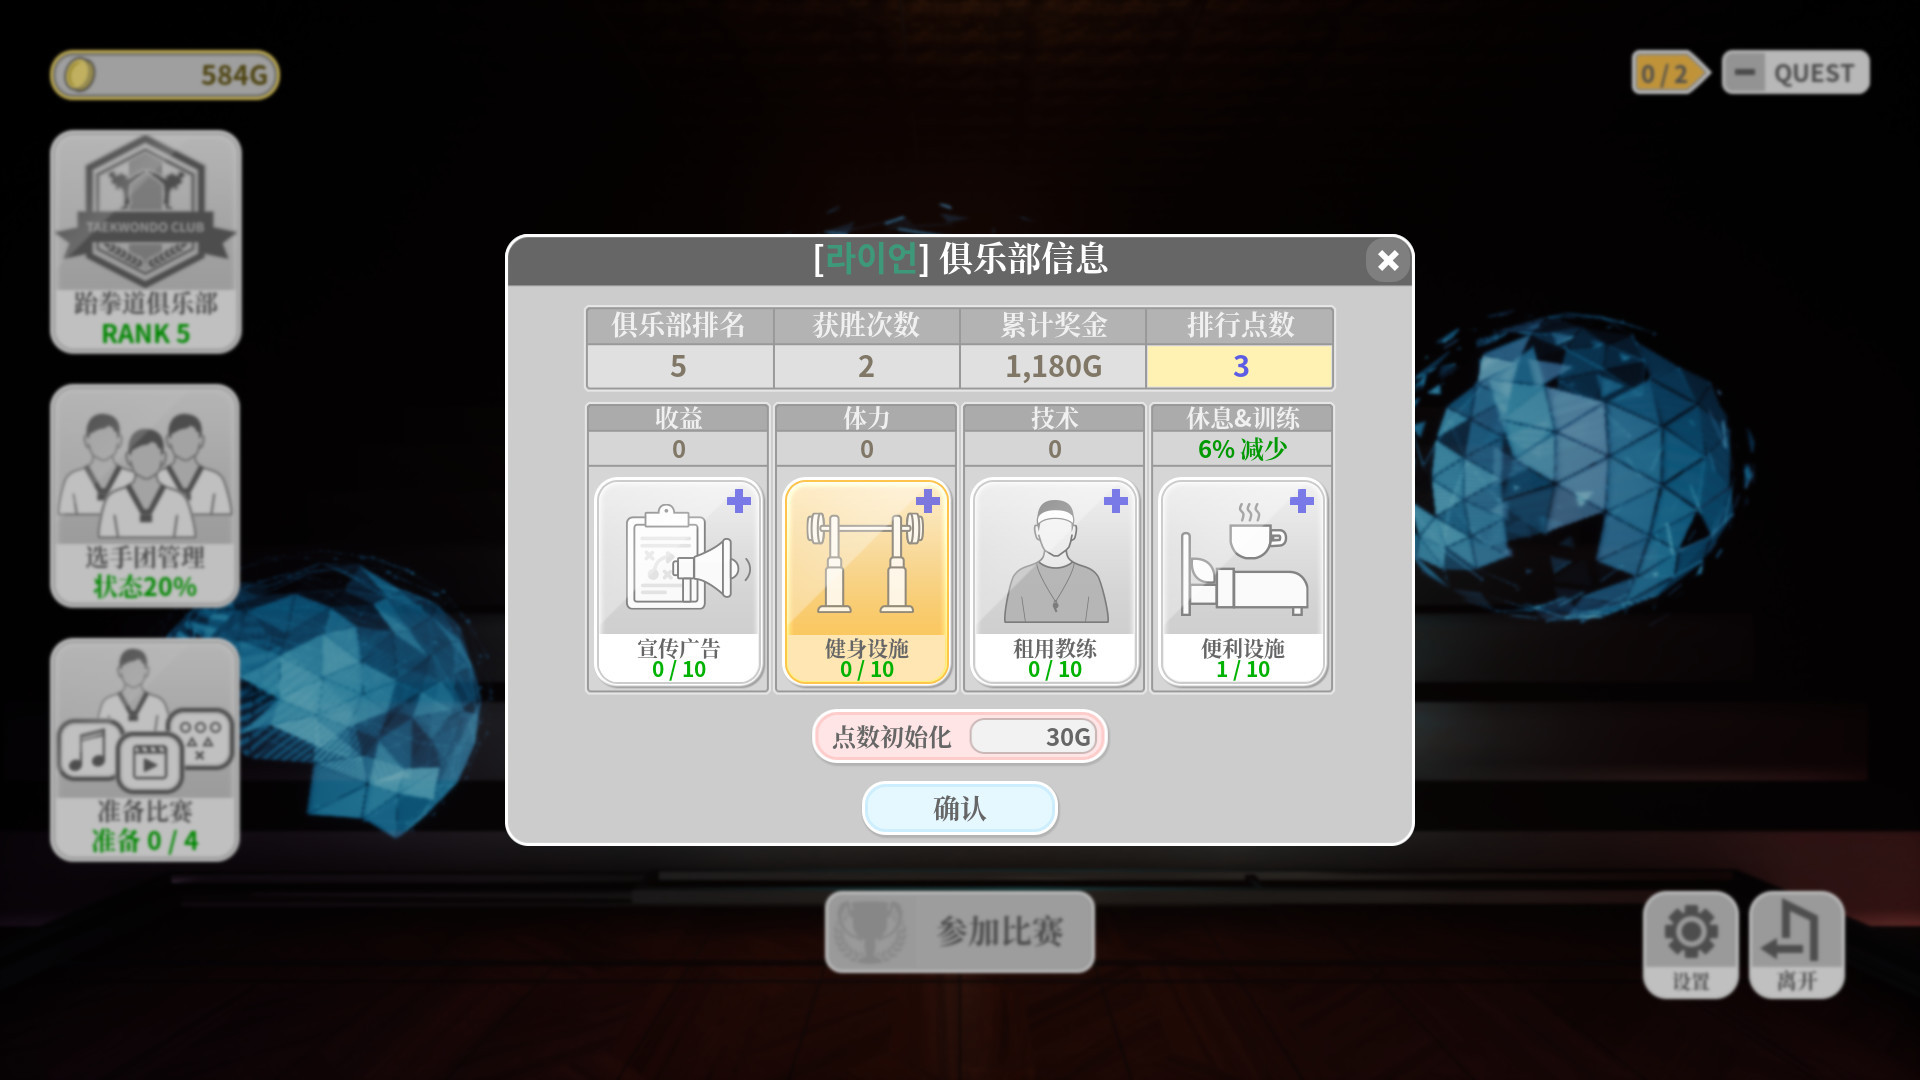 584G
0 / 2
QUEST
TAEKWONDO CLUB
跆拳道俱乐部
RANK 5
选手团管理
状态20%
准备比赛
准备 0 / 4
[라이언] 俱乐部信息
俱乐部排名 获胜次数 累计奖金 排行点数
5 2 1,180G 3
收益 体力 技术 休息&训练
0 0 0 6% 减少
宣传广告 健身设施 租用教练 便利设施
0 / 10 0 / 10 0 / 10 1 / 10
点数初始化 30G
确认
参加比赛
设置
离开